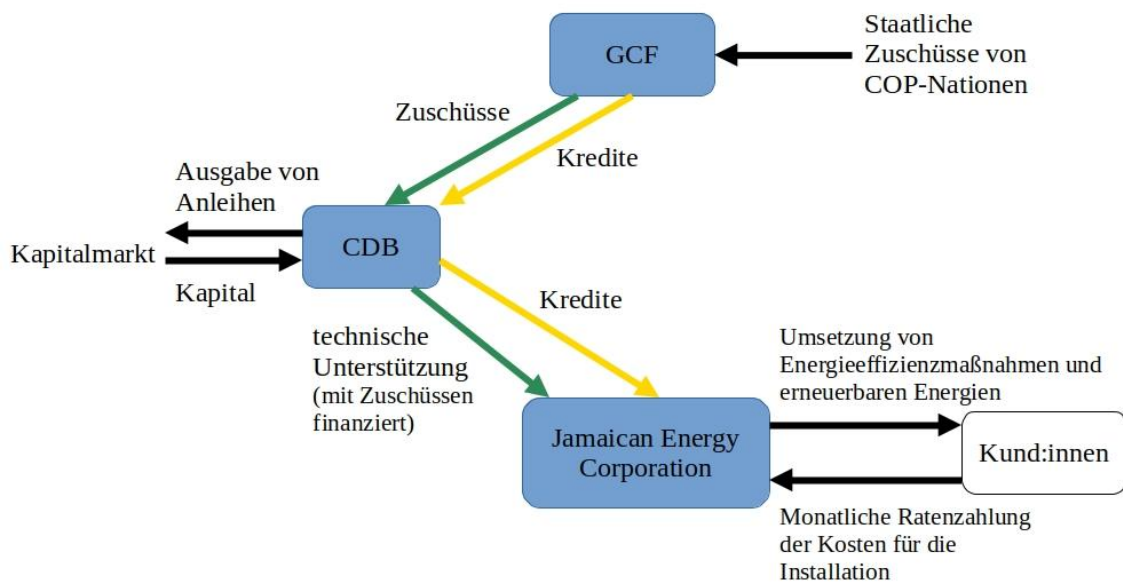 GCF
Staatliche
Zuschüsse von
COP-Nationen
Zuschüsse
Kredite
Ausgabe von
Anleihen
Kapitalmarkt
CDB
Kapital
Kredite
technische
Unterstützung
(mit Zuschüssen
finanziert)
Umsetzung von
Energieeffizienzmaßnahmen und
erneuerbaren Energien
Jamaican Energy
Corporation
Kund:innen
Monatliche Ratenzahlung
der Kosten für die
Installation